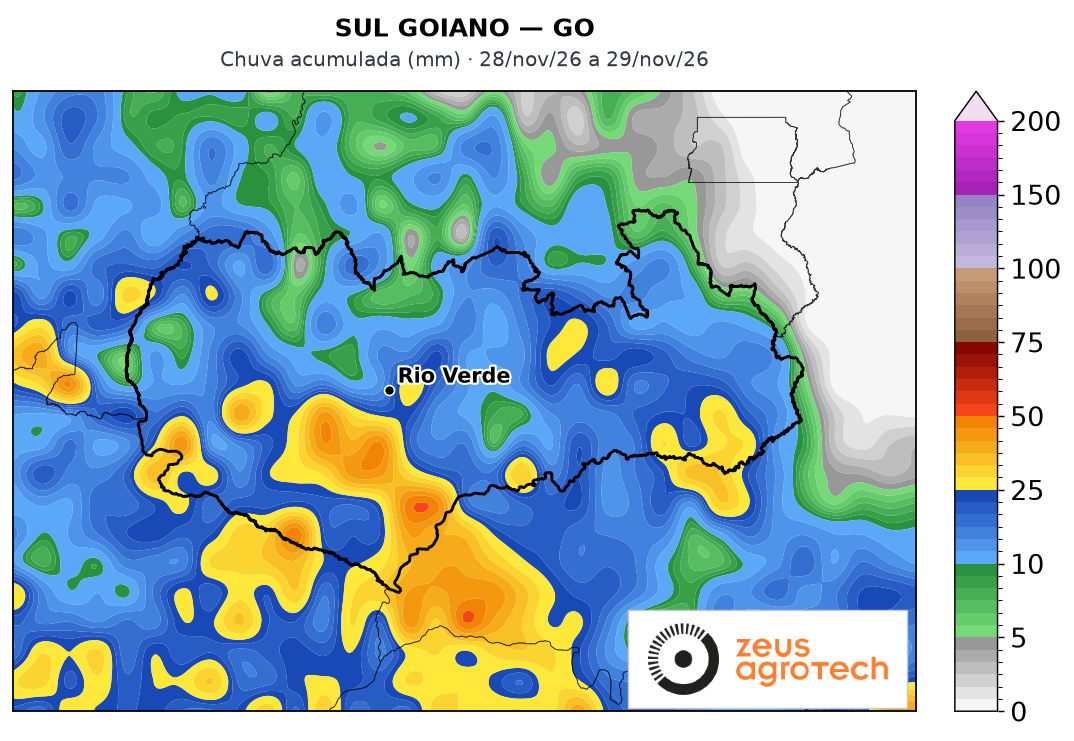 SUL GOIANO — GO
Chuva acumulada (mm) · 28/nov/26 a 29/nov/26
Rio Verde
200
150
100
75
50
25
10
5
0
zeus
agrotech